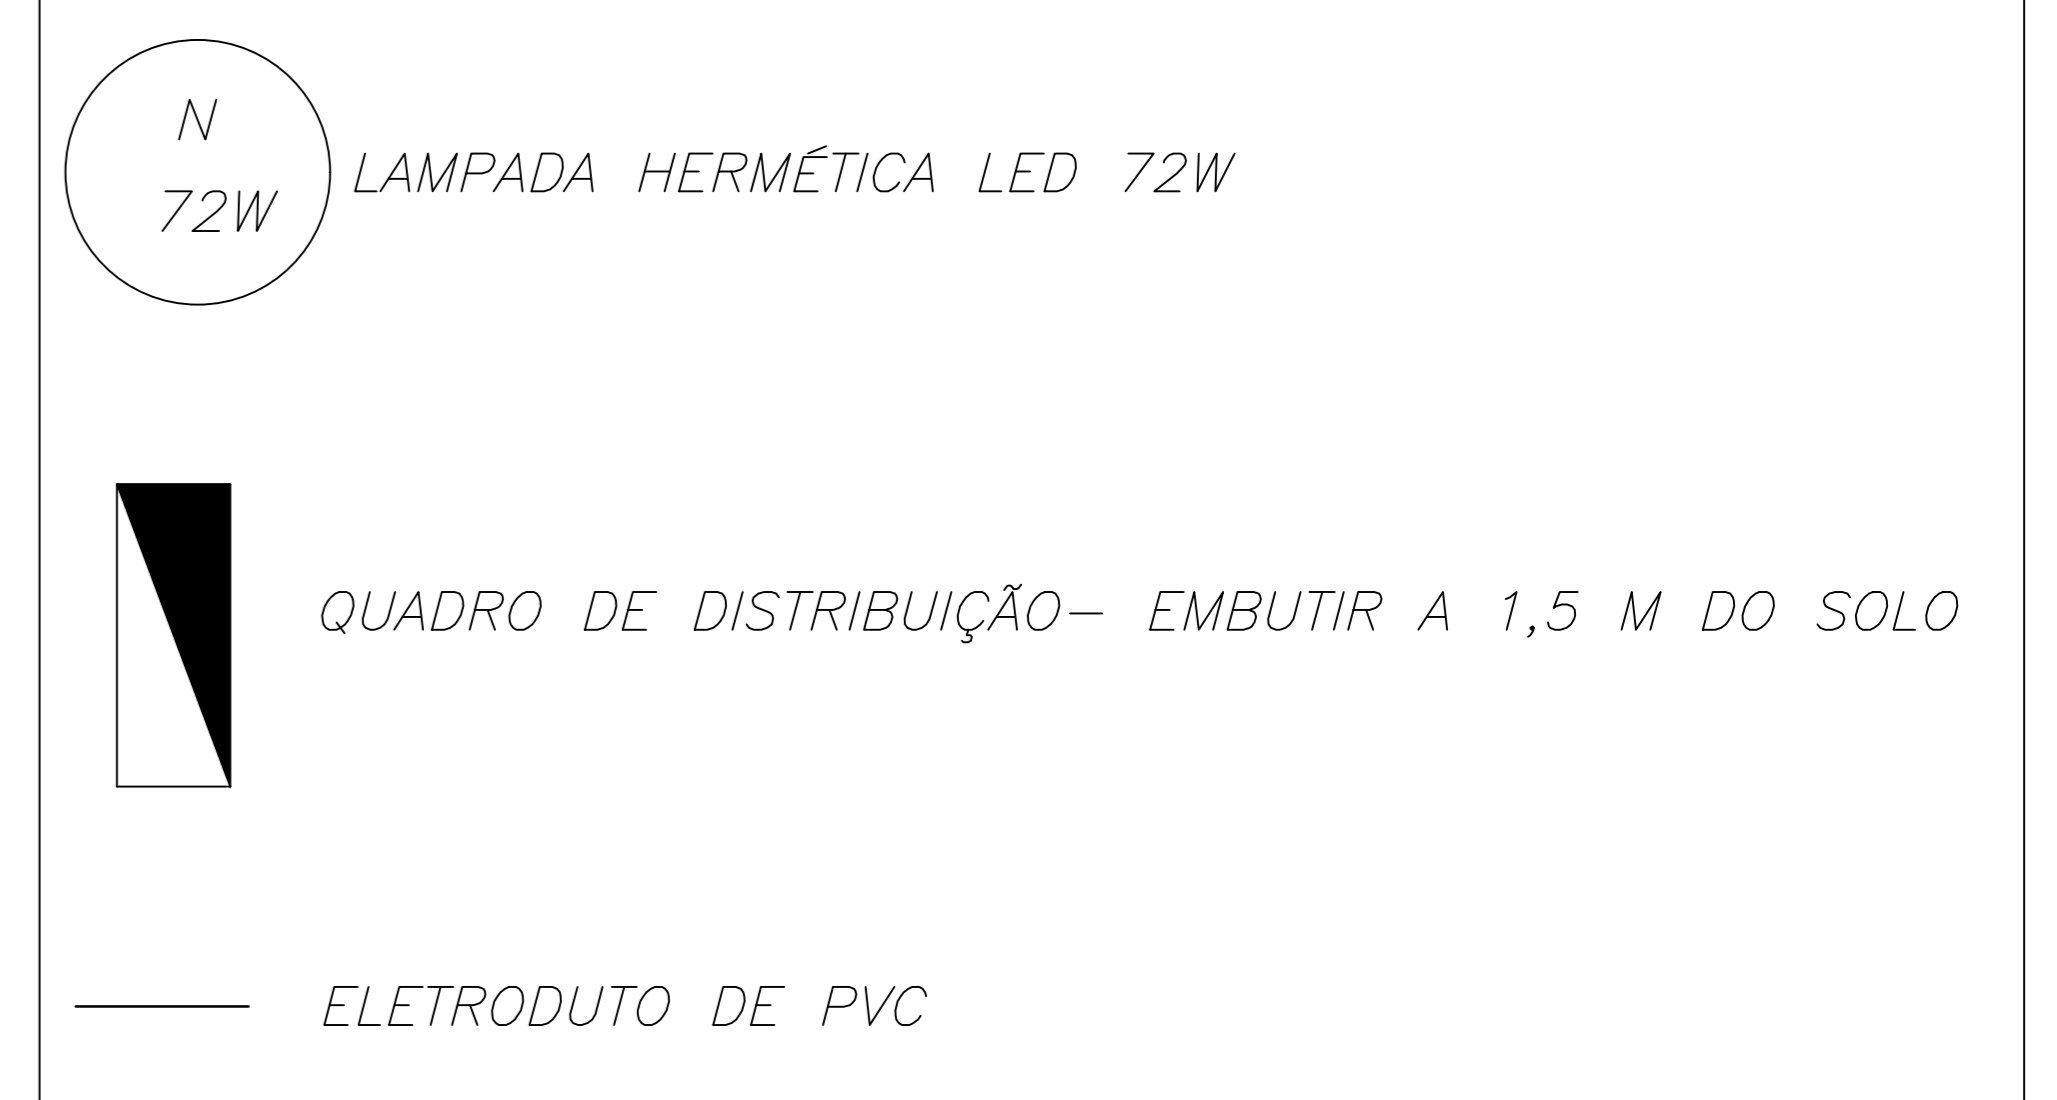 N
72W
LAMPADA HERMÉTICA LED 72W
QUADRO DE DISTRIBUIÇÃO- EMBUTIR A 1,5 M DO SOLO
ELETRODUTO DE PVC